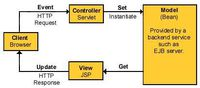 Event
HTTP
Request
Controller
Servlet
Set
Instantiate
Model
(Bean)
Provided by a
backend service
such as
EJB server.
Client
Browser
Update
HTTP
Response
View
JSP
Get